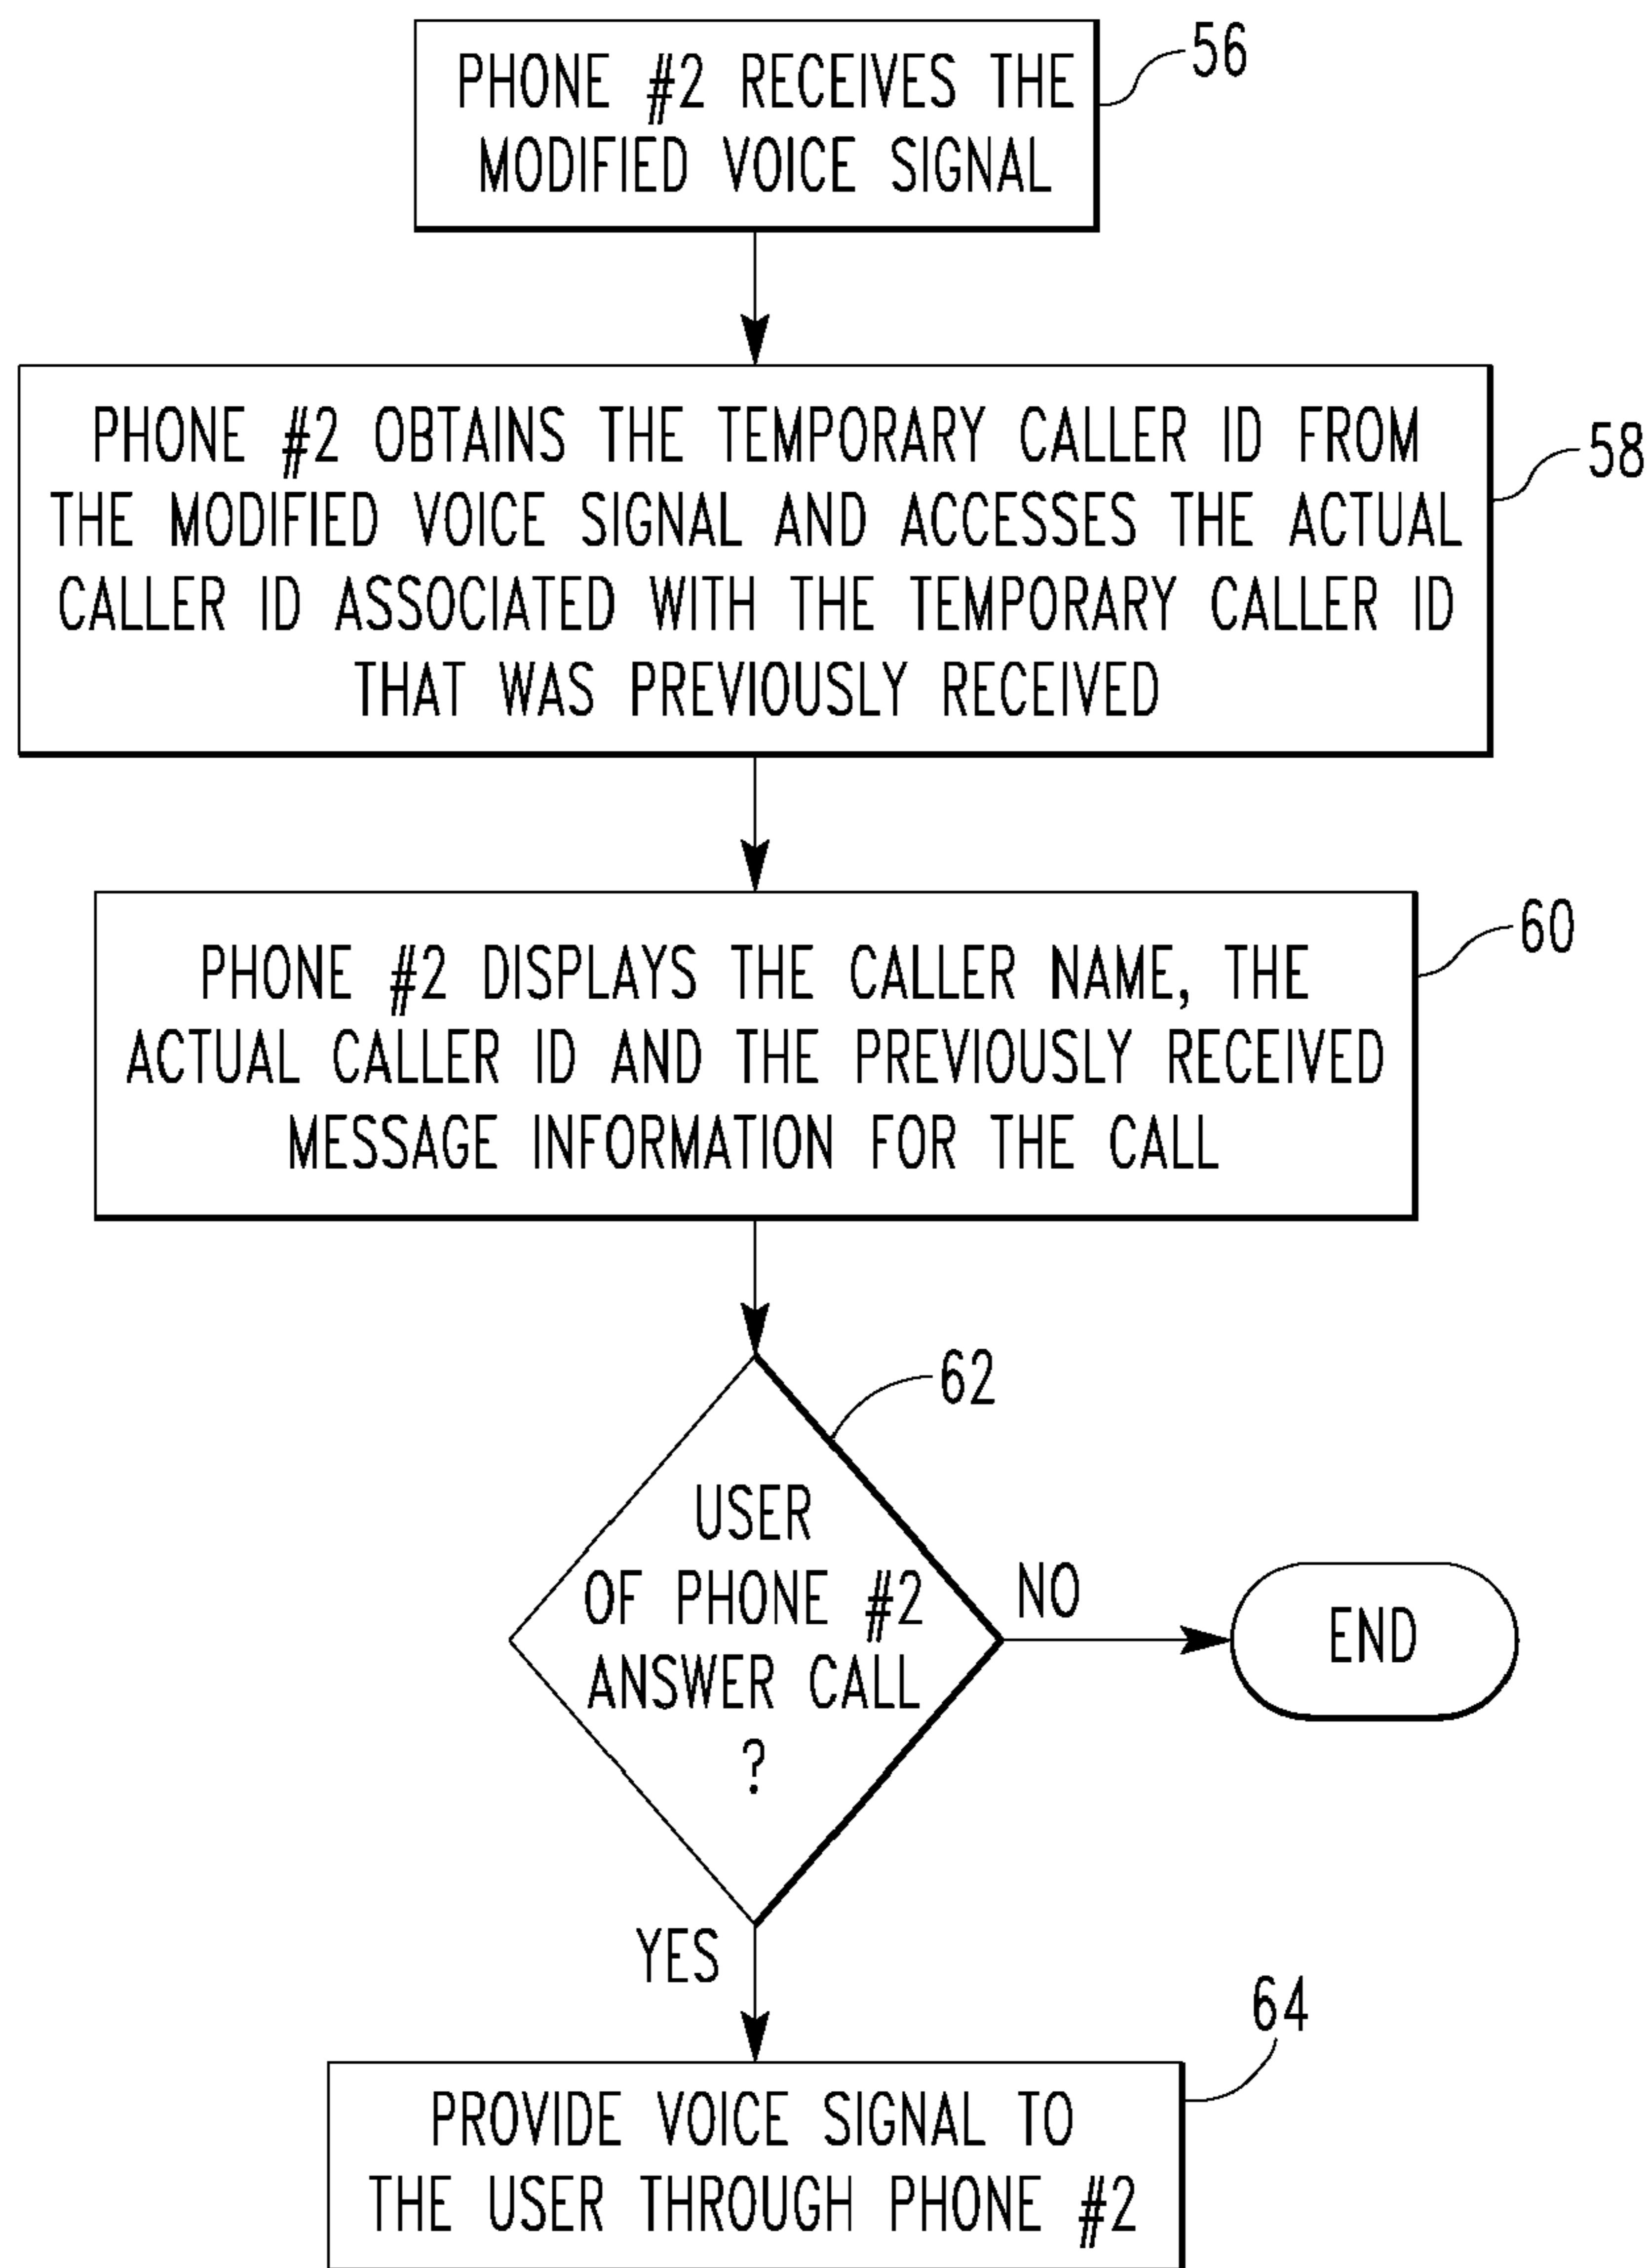 PHONE #2 RECEIVES THE
MODIFIED VOICE SIGNAL
56
PHONE #2 OBTAINS THE TEMPORARY CALLER ID FROM
THE MODIFIED VOICE SIGNAL AND ACCESSES THE ACTUAL
CALLER ID ASSOCIATED WITH THE TEMPORARY CALLER ID
THAT WAS PREVIOUSLY RECEIVED
58
PHONE #2 DISPLAYS THE CALLER NAME, THE
ACTUAL CALLER ID AND THE PREVIOUSLY RECEIVED
MESSAGE INFORMATION FOR THE CALL
60
62
USER
OF PHONE #2
ANSWER CALL
?
NO
END
YES
64
PROVIDE VOICE SIGNAL TO
THE USER THROUGH PHONE #2